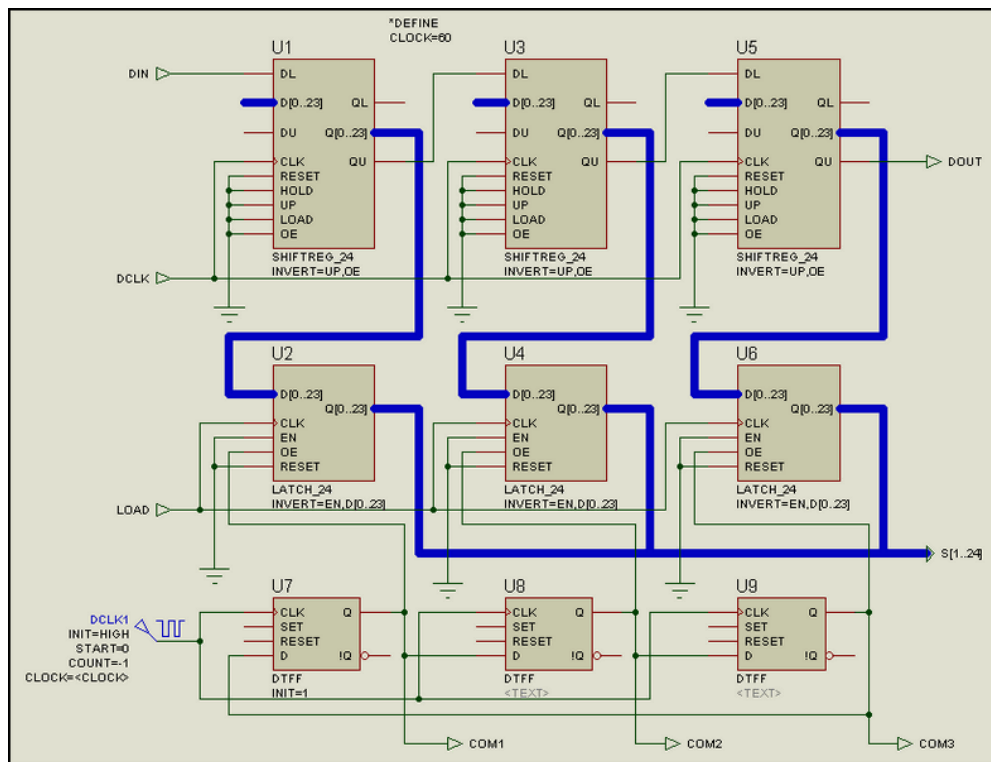 *DEFINE
CLOCK=60
U1
U3
U5
DIN
DL
DL
DL
D[0..23]
QL
D[0..23]
QL
D[0..23]
QL
DU
Q[0..23]
DU
Q[0..23]
DU
Q[0..23]
CLK
QU
CLK
QU
CLK
QU
DOUT
RESET
RESET
RESET
HOLD
HOLD
HOLD
UP
UP
UP
LOAD
LOAD
LOAD
OE
OE
OE
SHIFTREG_24
INVERT=UP,OE
SHIFTREG_24
INVERT=UP,OE
SHIFTREG_24
INVERT=UP,OE
DCLK
U2
U4
U6
D[0..23]
Q[0..23]
D[0..23]
Q[0..23]
D[0..23]
Q[0..23]
CLK
CLK
CLK
EN
EN
EN
OE
OE
OE
RESET
RESET
RESET
LATCH_24
INVERT=EN,D[0..23]
LATCH_24
INVERT=EN,D[0..23]
LATCH_24
INVERT=EN,D[0..23]
LOAD
S[1..24]
U7
U8
U9
DCLK1
INIT=HIGH
START=0
COUNT=-1
CLOCK=<CLOCK>
CLK
Q
CLK
Q
CLK
Q
SET
SET
SET
RESET
RESET
RESET
D
!Q
D
!Q
D
!Q
DTFF
INIT=1
DTFF
<TEXT>
DTFF
<TEXT>
COM1
COM2
COM3